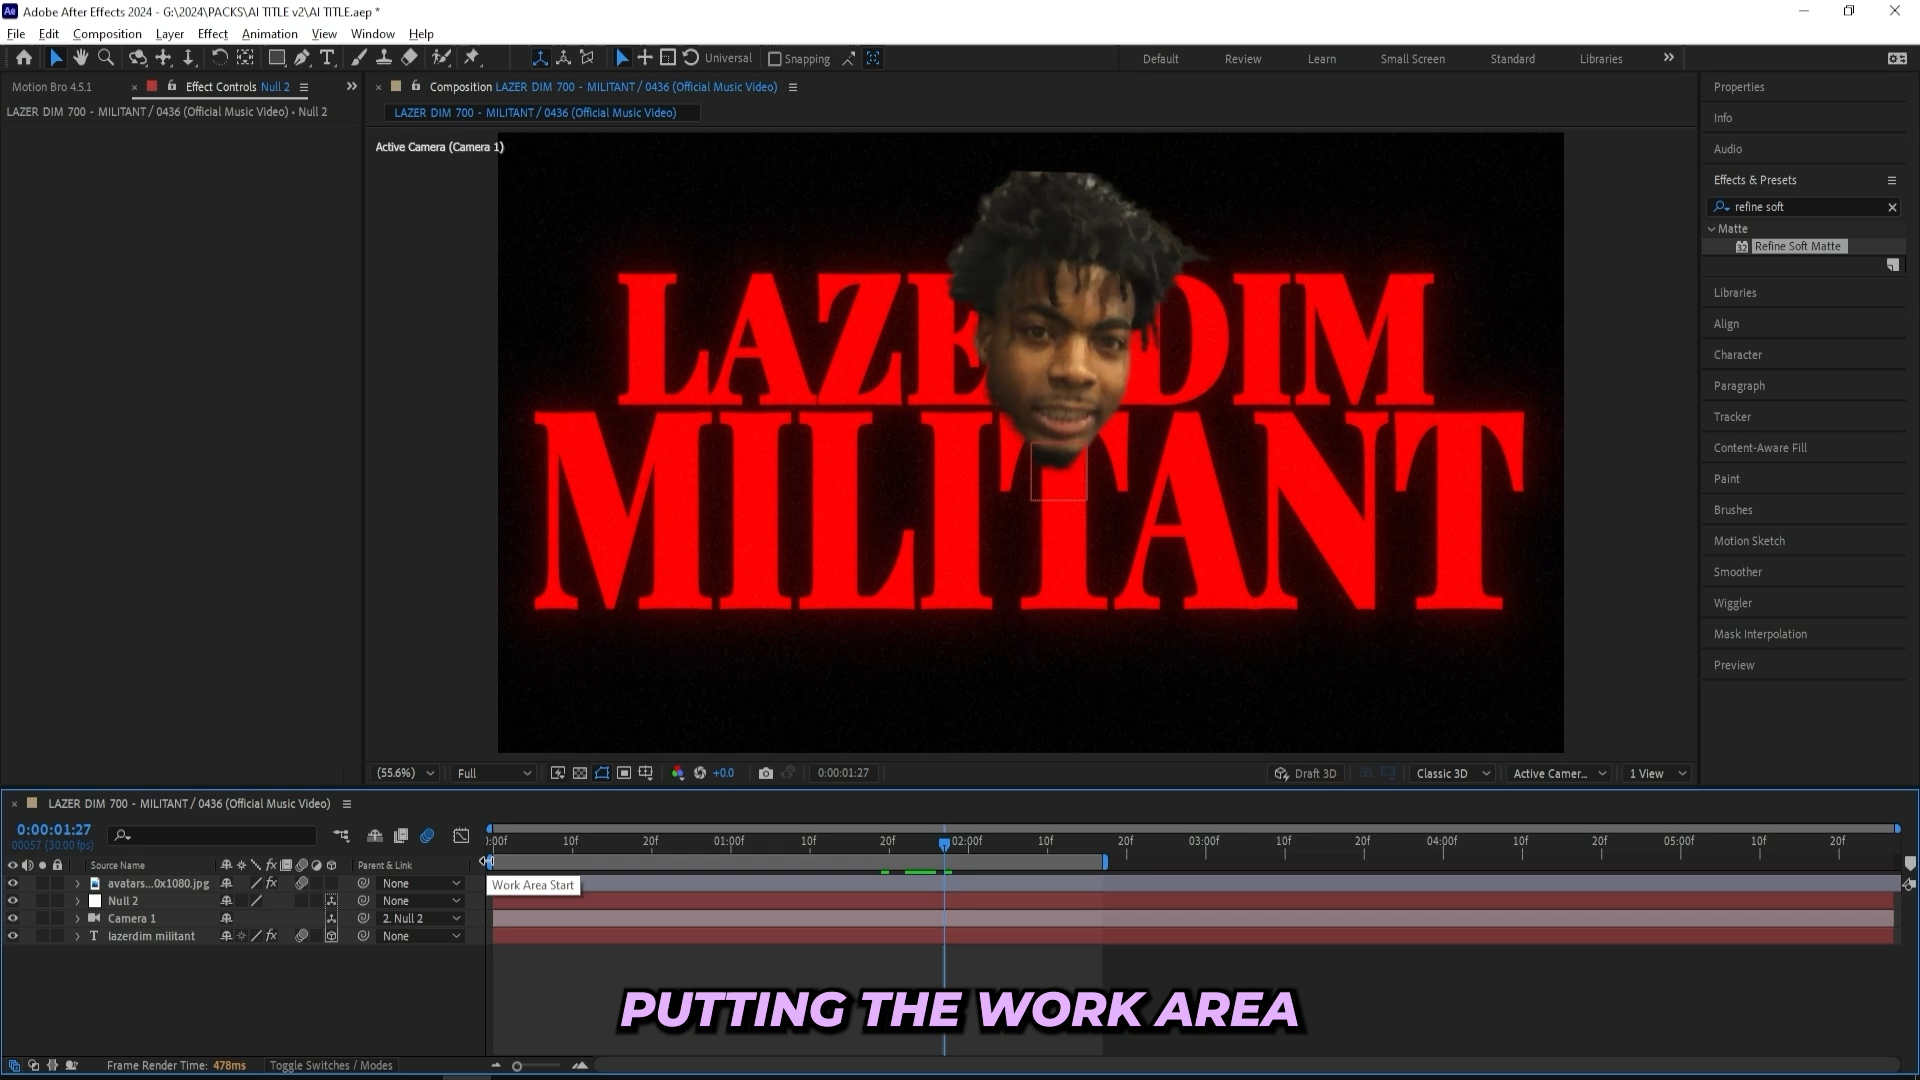 Adobe After Effects 2024 - G:\2024\PACKS\AI TITLE v2\AI TITLE.aep *
File Edit Composition Layer Effect Animation View Window Help
Universal Snapping Default Review Learn Small Screen Standard Libraries
Motion Bro 4.5.1 Effect Controls Null 2
LAZER DIM 700 - MILITANT / 0436 (Official Music Video) • Null 2
Composition LAZER DIM 700 - MILITANT / 0436 (Official Music Video)
LAZER DIM 700 - MILITANT / 0436 (Official Music Video)
Active Camera (Camera 1)
LAZE DIM
MILITANT
(55.6%) Full +0.0 0:00:01:27 Draft 3D Classic 3D Active Camer... 1 View
Properties
Info
Audio
Effects & Presets
refine soft
Matte
Refine Soft Matte
Libraries
Align
Character
Paragraph
Tracker
Content-Aware Fill
Paint
Brushes
Motion Sketch
Smoother
Wiggler
Mask Interpolation
Preview
LAZER DIM 700 - MILITANT / 0436 (Official Music Video)
0:00:01:27
00057 (30.00 fps)
:00f 10f 20f 01:00f 10f 20f 02:00f 10f 20f 03:00f 10f 20f 04:00f 10f 20f 05:00f 10f 20f
Source Name Parent & Link
avatars...0x1080.jpg None
Work Area Start
Null 2 None
Camera 1 2. Null 2
lazerdim militant None
PUTTING THE WORK AREA
Frame Render Time: 478ms Toggle Switches / Modes